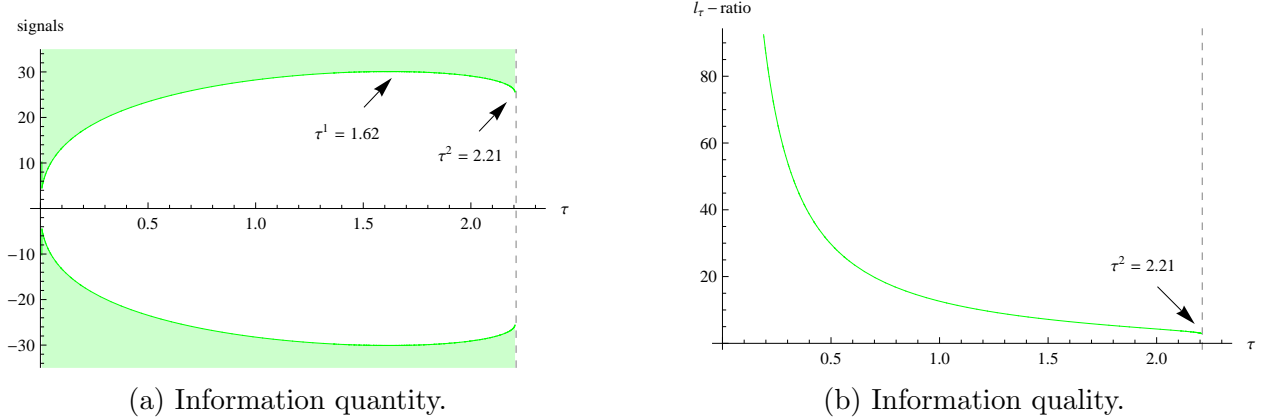 signals
30
20
10
−10
−20
−30
0.5
1.0
1.5
2.0
τ
τ¹ = 1.62
τ² = 2.21
(a) Information quantity.
l_τ − ratio
80
60
40
20
0.5
1.0
1.5
2.0
τ
τ² = 2.21
(b) Information quality.